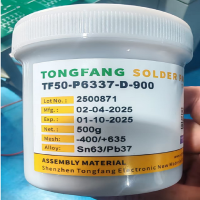 TONGFANG SOLDER
TF50-P6337-D-900
Lot No.: 2500871
Mfg.: 02-04-2025
Exp.: 01-10-2025
Net.: 500g
Mesh: -400/+635
Alloy: Sn63/Pb37
ASSEMBLY MATERIAL
Shenzhen Tongfang Electronic New